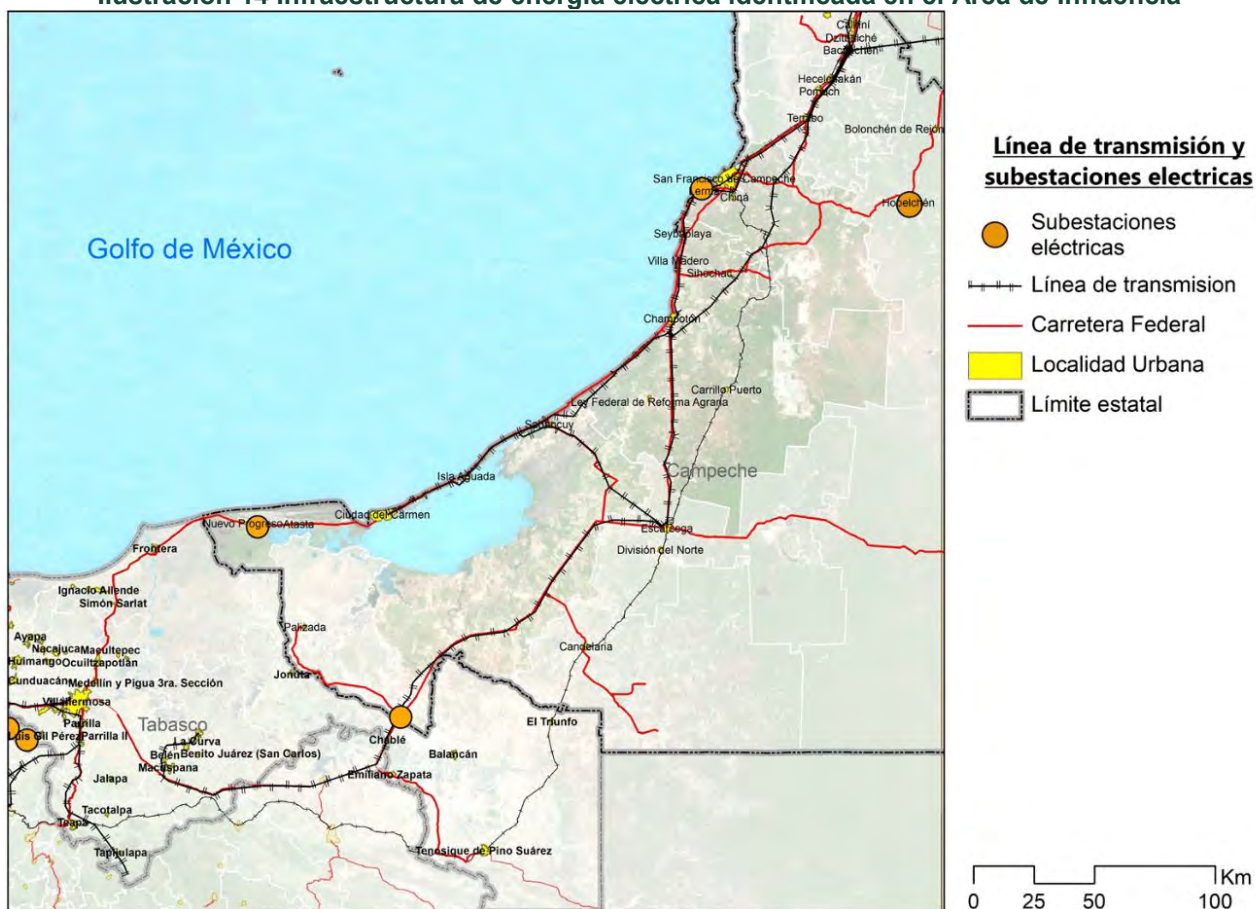 Ilustración 14 Infraestructura de energía eléctrica identificada en el Área de Influencia
Dzitbalché
Hecelchakán
Pomuch
Tenabo
Bolonchén de Rejón
San Francisco de Campeche
Lerma
Chiná
Hopelchén
Seybaplaya
Golfo de México
Villa Madero
Sihochac
Champotón
Carrillo Puerto
Ley Federal de Reforma Agraria
Sabancuy
Campeche
Isla Aguada
Ciudad del Carmen
Nuevo Progreso
Atasta
Escárcega
Frontera
División del Norte
Ignacio Allende
Simón Sarlat
Palizada
Ayapa
Nacajuca
Macultepec
Huimango
Ocuiltzapotlán
Candelaria
Jonuta
Cunduacán
Medellín y Pigua 3ra. Sección
Villahermosa
El Triunfo
Parrilla
Tabasco
Luis Gil Pérez
Parrilla II
La Curva
Chablé
Belén
Benito Juárez (San Carlos)
Balancán
Macuspana
Emiliano Zapata
Jalapa
Tacotalpa
Teapa
Tapijulapa
Tenosique de Pino Suárez
Línea de transmisión y
subestaciones electricas
Subestaciones
eléctricas
Línea de transmision
Carretera Federal
Localidad Urbana
Límite estatal
Km
0 25 50 100